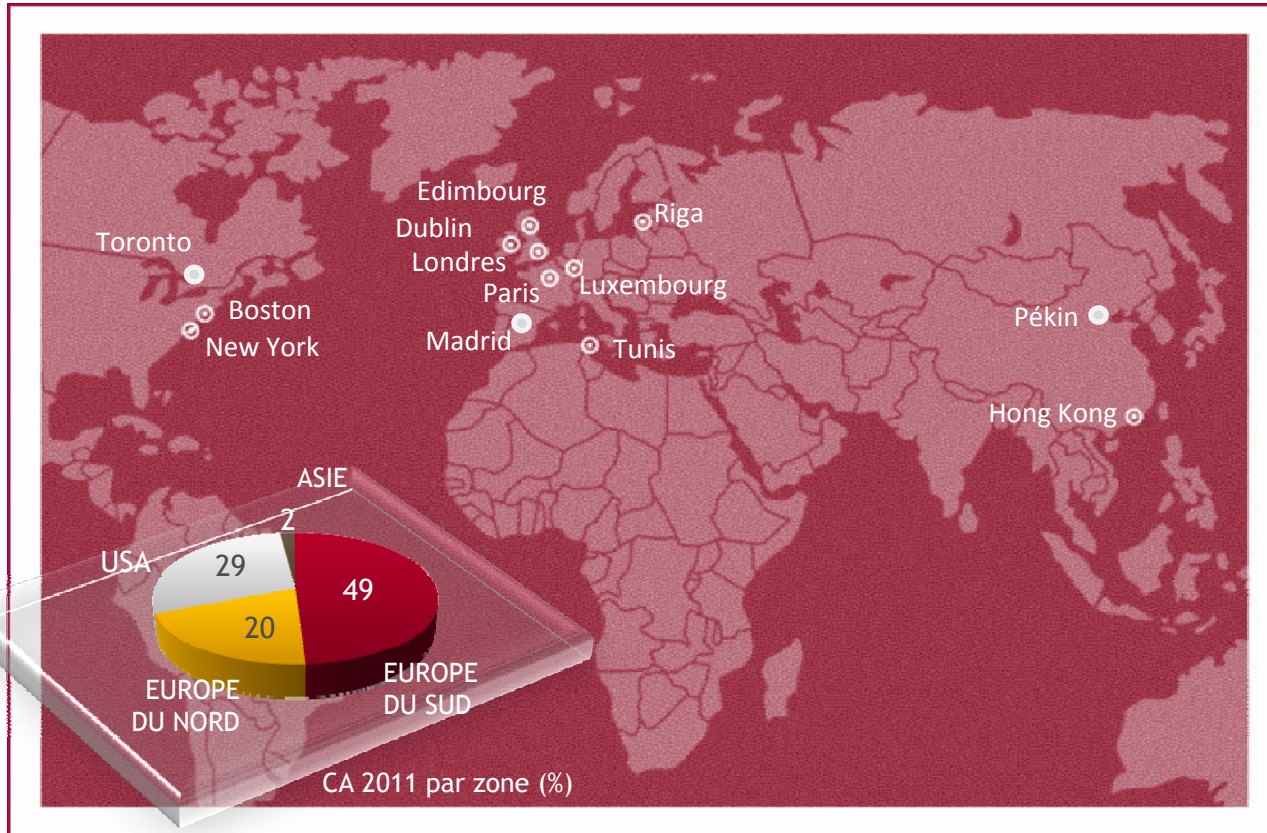 Edimbourg
Riga
Dublin
Toronto
Londres
Paris
Luxembourg
Boston
Pékin
Madrid
New York
Tunis
Hong Kong
ASIE
2
USA
29
49
20
EUROPE
DU SUD
EUROPE
DU NORD
CA 2011 par zone (%)